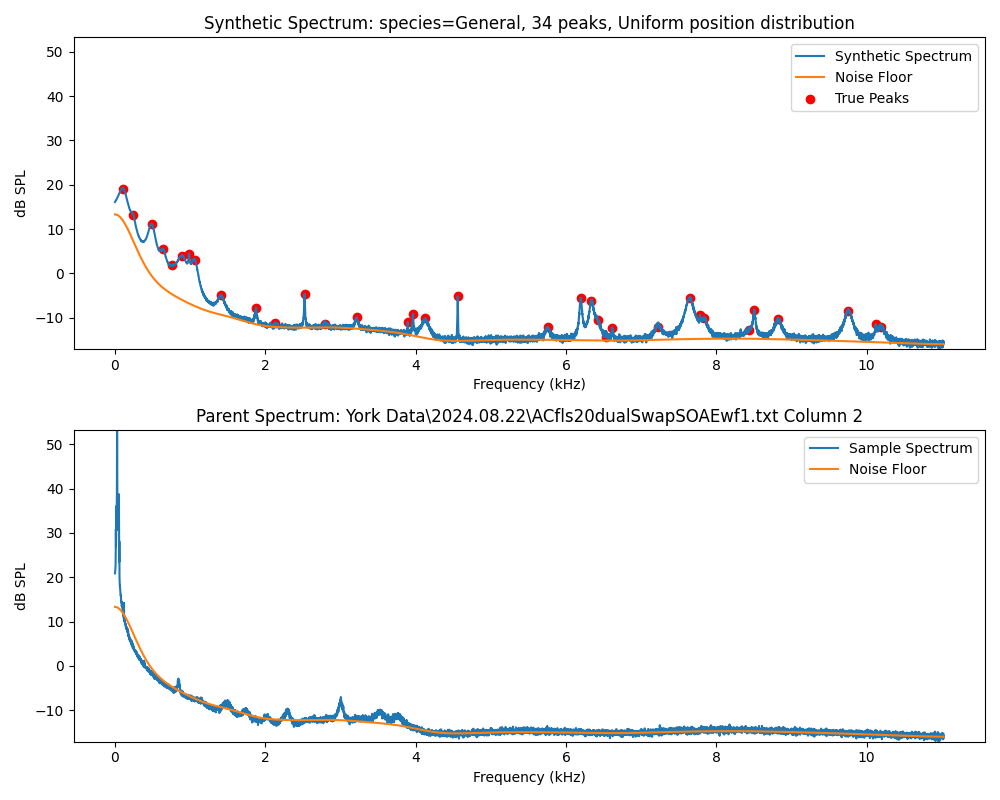 Synthetic Spectrum: species=General, 34 peaks, Uniform position distribution
50
40
30
20
10
0
−10
dB SPL
Synthetic Spectrum
Noise Floor
True Peaks
0
2
4
6
8
10
Frequency (kHz)
Parent Spectrum: York Data\2024.08.22\ACfls20dualSwapSOAEwf1.txt Column 2
50
40
30
20
10
0
−10
dB SPL
Sample Spectrum
Noise Floor
0
2
4
6
8
10
Frequency (kHz)